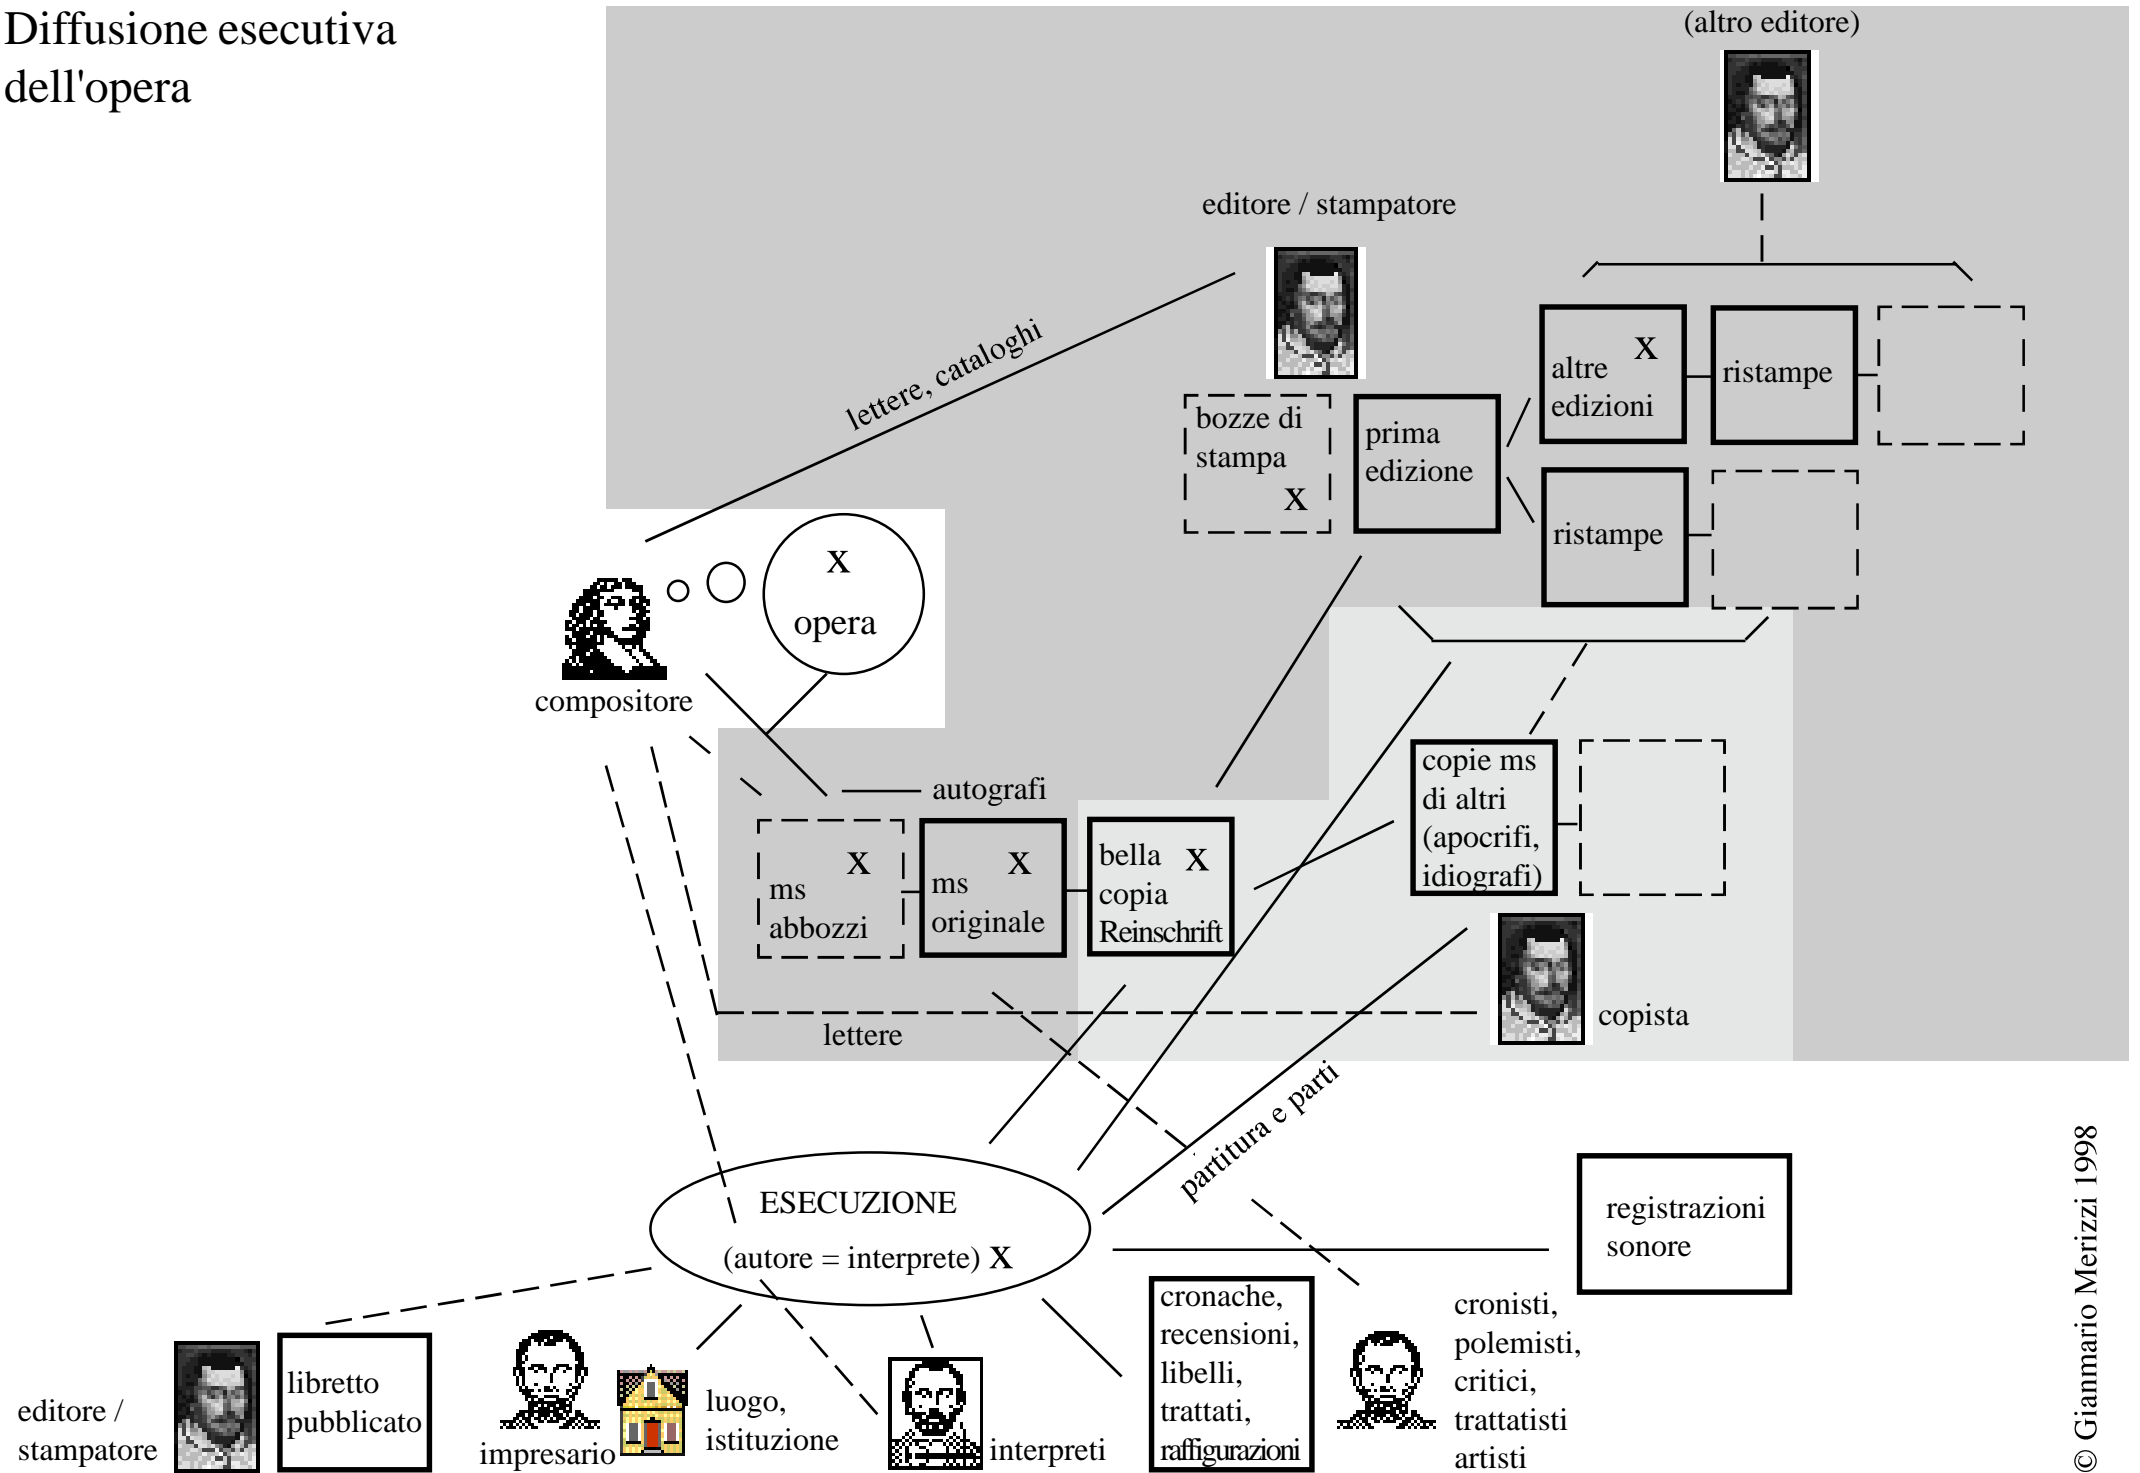 Diffusione esecutiva
dell'opera
(altro editore)
editore / stampatore
lettere, cataloghi
altre X
edizioni
ristampe
bozze di
stampa
X
prima
edizione
ristampe
X
opera
compositore
autografi
X
ms
abbozzi
X
ms
originale
bella X
copia
Reinschrift
copie ms
di altri
(apocrifi,
idiografi)
copista
lettere
partitura e parti
ESECUZIONE
(autore = interprete) X
registrazioni
sonore
editore /
stampatore
libretto
pubblicato
impresario
luogo,
istituzione
interpreti
cronache,
recensioni,
libelli,
trattati,
raffigurazioni
cronisti,
polemisti,
critici,
trattatisti
artisti
© Gianmario Merizzi 1998